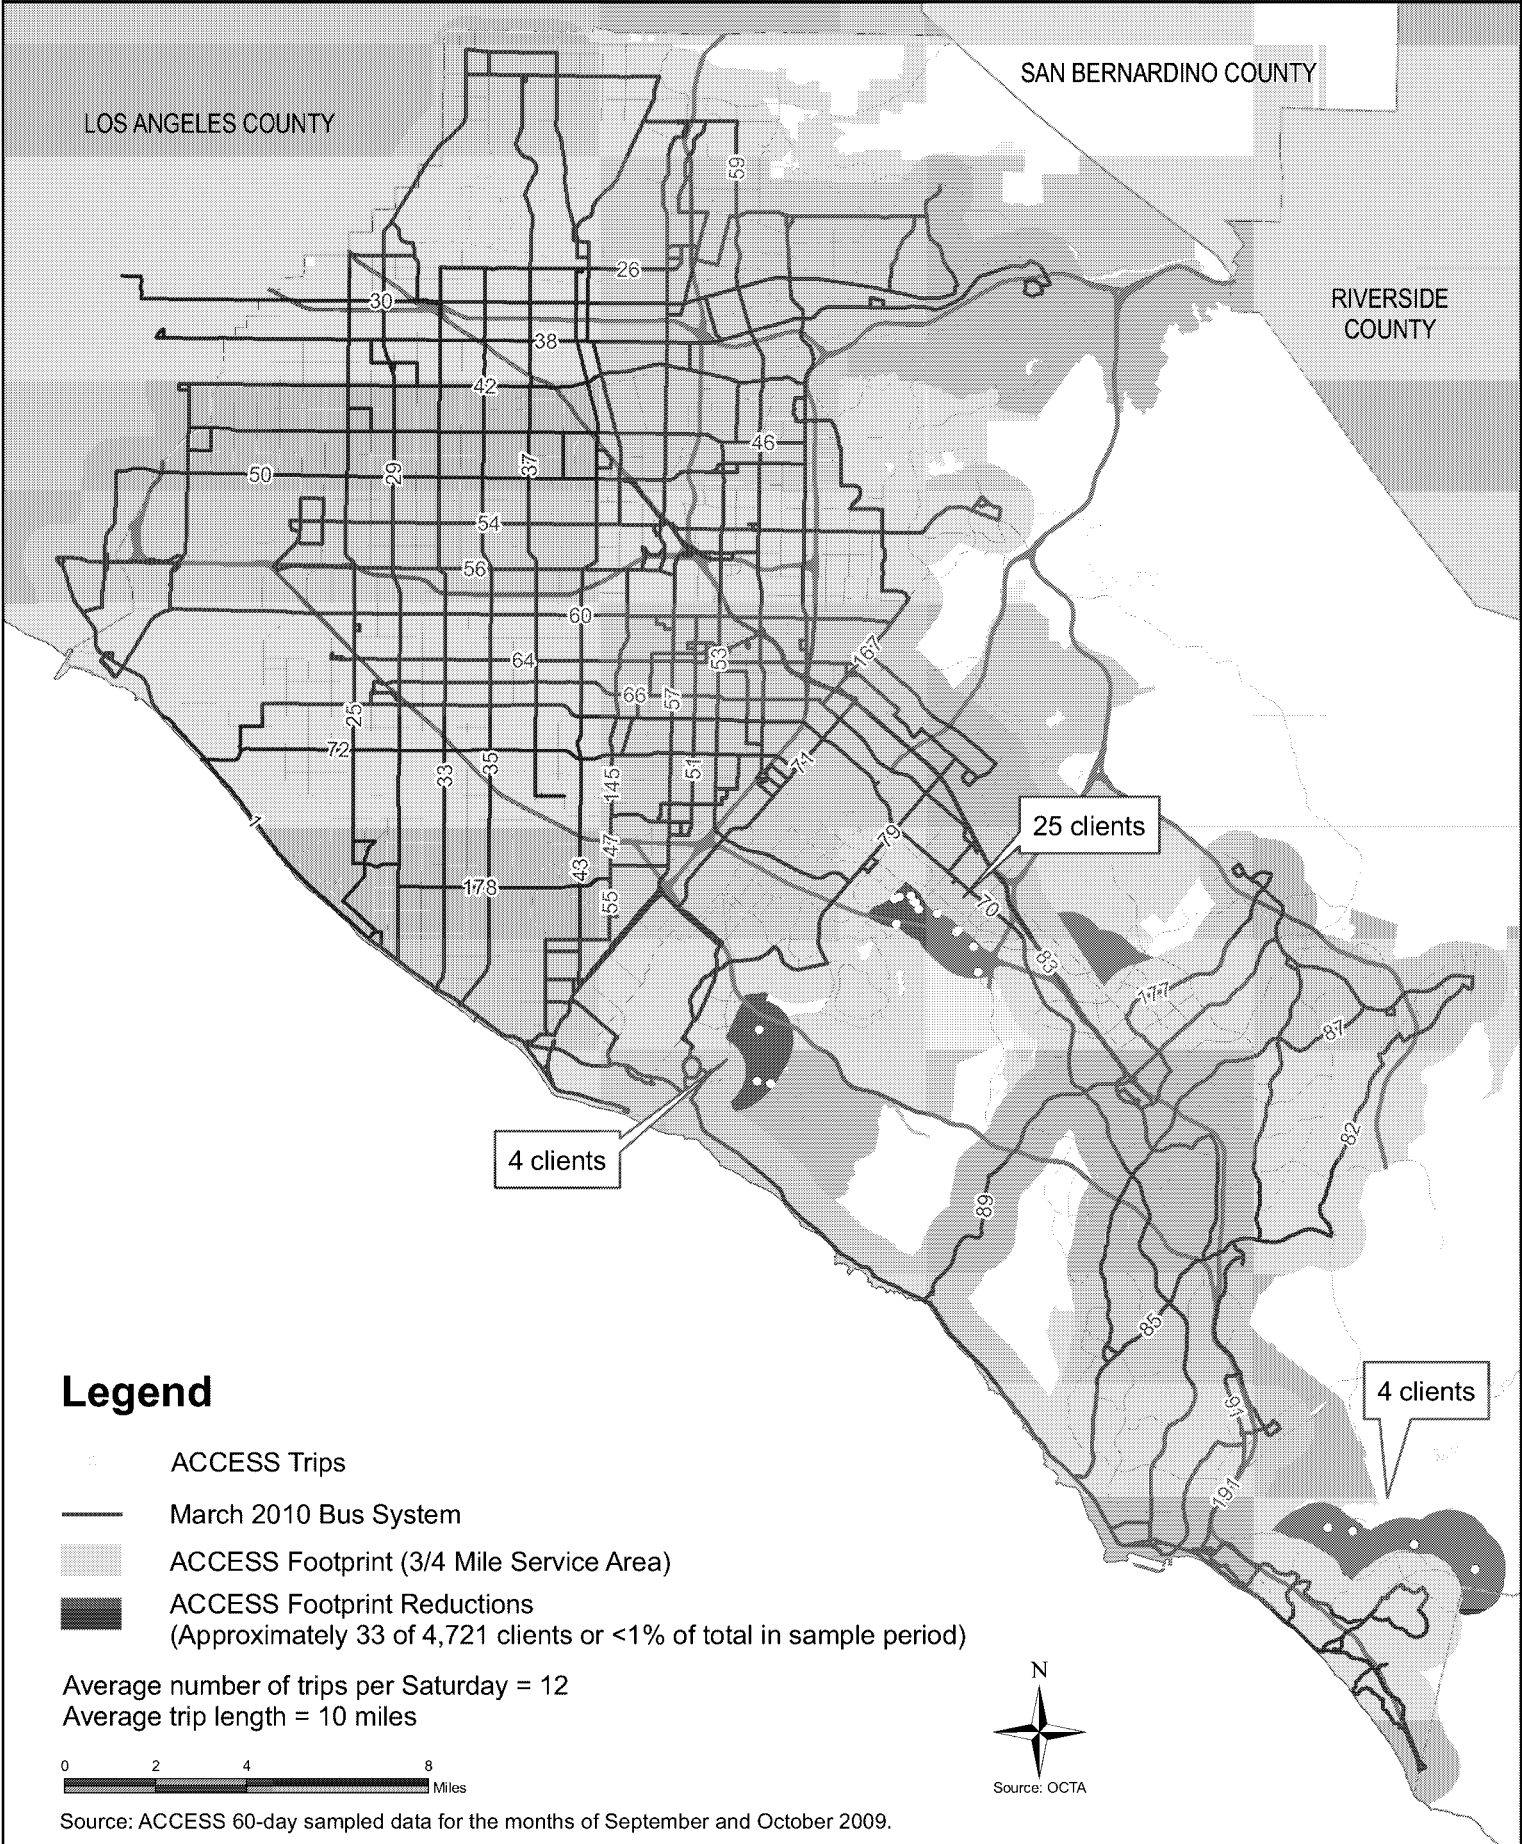 SAN BERNARDINO COUNTY
LOS ANGELES COUNTY
59
26
30
RIVERSIDE
COUNTY
38
42
46
50
29
37
54
56
60
167
64
53
66
57
25
72
33
35
145
51
71
1
25 clients
79
47
43
178
55
70
83
177
87
4 clients
82
89
85
91
4 clients
191
Legend
ACCESS Trips
March 2010 Bus System
ACCESS Footprint (3/4 Mile Service Area)
ACCESS Footprint Reductions
(Approximately 33 of 4,721 clients or <1% of total in sample period)
Average number of trips per Saturday = 12
Average trip length = 10 miles
0 2 4 8
Miles
N
Source: OCTA
Source: ACCESS 60-day sampled data for the months of September and October 2009.